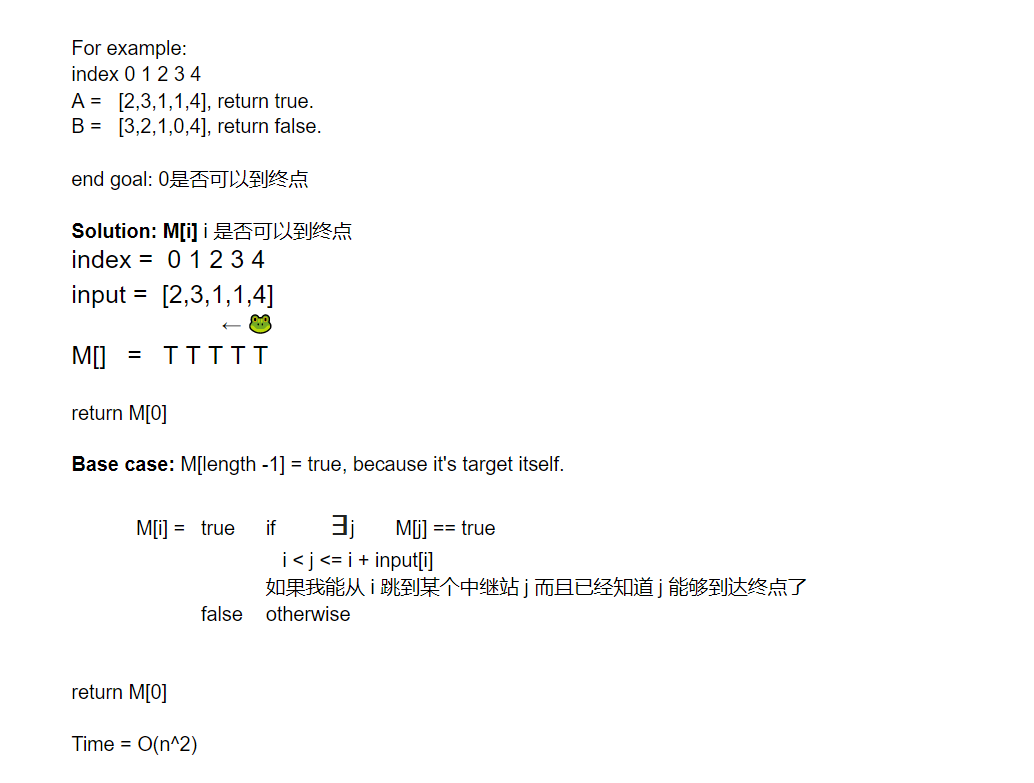 For example:
index 0 1 2 3 4
A = [2,3,1,1,4], return true.
B = [3,2,1,0,4], return false.
end goal: 0是否可以到终点
Solution: M[i] i 是否可以到终点
index = 0 1 2 3 4
input = [2,3,1,1,4]
← 🐸
M[] = T T T T T
return M[0]
Base case: M[length -1] = true, because it's target itself.
M[i] = true if ∃j M[j] == true
i < j <= i + input[i]
如果我能从 i 跳到某个中继站 j 而且已经知道 j 能够到达终点了
false otherwise
return M[0]
Time = O(n^2)